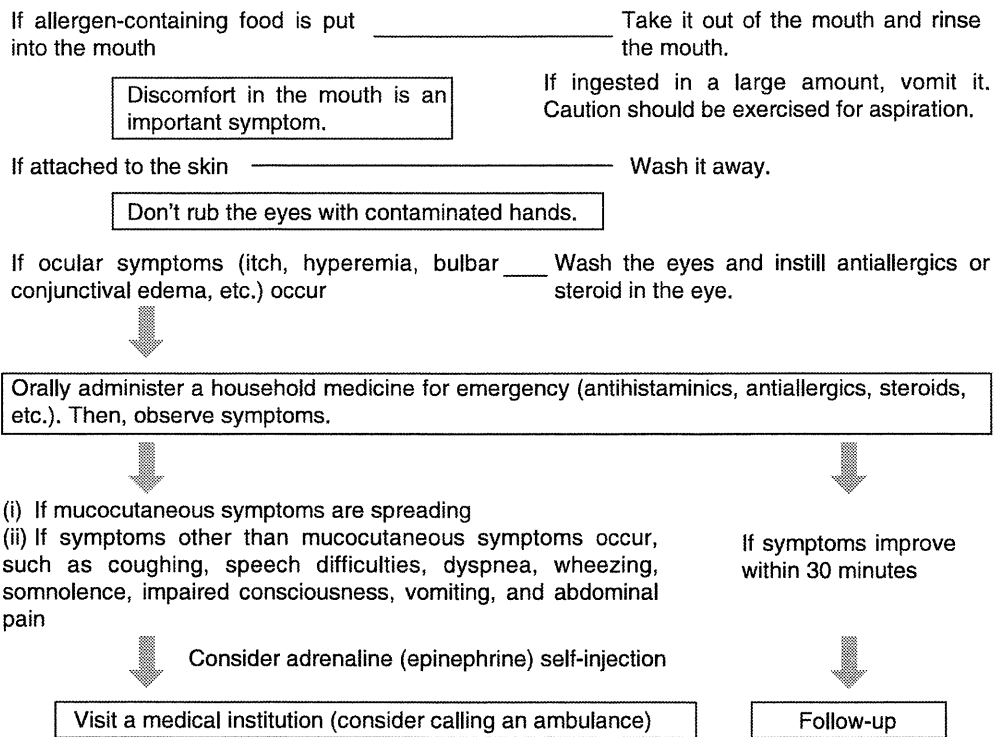 If allergen-containing food is put
into the mouth
Take it out of the mouth and rinse
the mouth.
If ingested in a large amount, vomit it.
Caution should be exercised for aspiration.
Discomfort in the mouth is an
important symptom.
If attached to the skin
Wash it away.
Don't rub the eyes with contaminated hands.
If ocular symptoms (itch, hyperemia, bulbar
conjunctival edema, etc.) occur
Wash the eyes and instill antiallergics or
steroid in the eye.
Orally administer a household medicine for emergency (antihistaminics, antiallergics, steroids,
etc.). Then, observe symptoms.
(i) If mucocutaneous symptoms are spreading
(ii) If symptoms other than mucocutaneous symptoms occur,
such as coughing, speech difficulties, dyspnea, wheezing,
somnolence, impaired consciousness, vomiting, and abdominal
pain
If symptoms improve
within 30 minutes
Consider adrenaline (epinephrine) self-injection
Visit a medical institution (consider calling an ambulance)
Follow-up